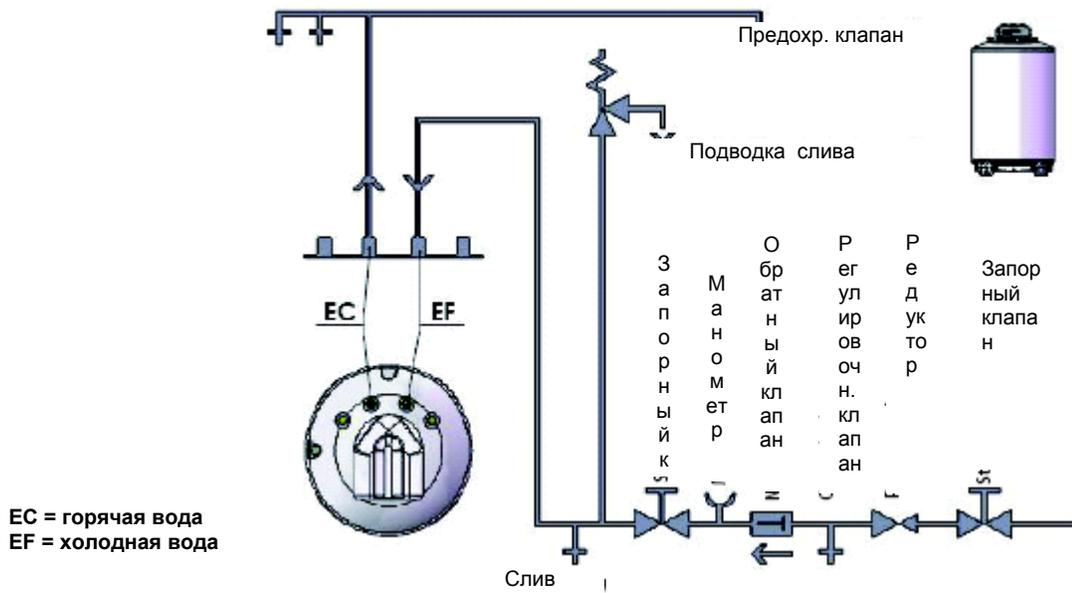 Предохр. клапан
Подводка слива
З
а
п
о
р
н
ы
й
к
М
а
н
о
м
ет
р
О
бр
ат
н
ы
й
кл
ап
ан
Р
ег
ул
ир
ов
оч
н.
кл
ап
ан
Р
е
д
ук
то
р
Запор
ный
клапа
н
EC
EF
N
St
EC = горячая вода
EF = холодная вода
Слив